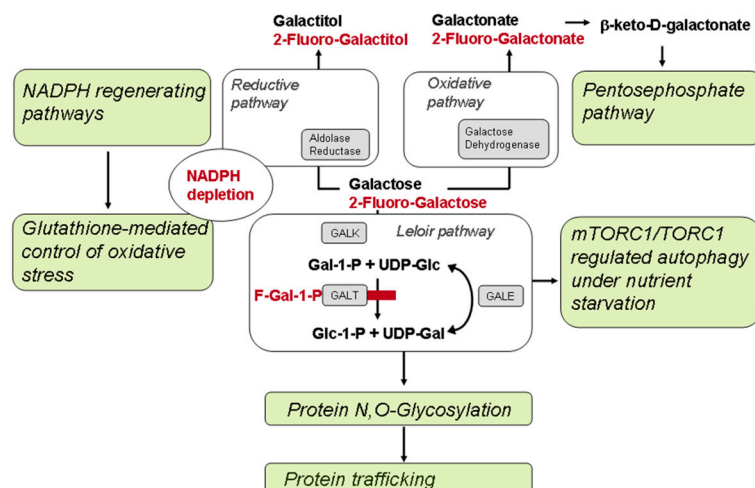 Galactitol
2-Fluoro-Galactitol
Galactonate
2-Fluoro-Galactonate
β-keto-D-galactonate
NADPH regenerating
pathways
Reductive
pathway
Aldolase
Reductase
Oxidative
pathway
Galactose
Dehydrogenase
Pentosephosphate
pathway
NADPH
depletion
Galactose
2-Fluoro-Galactose
Glutathione-mediated
control of oxidative
stress
GALK
Leloir pathway
Gal-1-P + UDP-Glc
F-Gal-1-P
GALT
GALE
Glc-1-P + UDP-Gal
mTORC1/TORC1
regulated autophagy
under nutrient
starvation
Protein N,O-Glycosylation
Protein trafficking